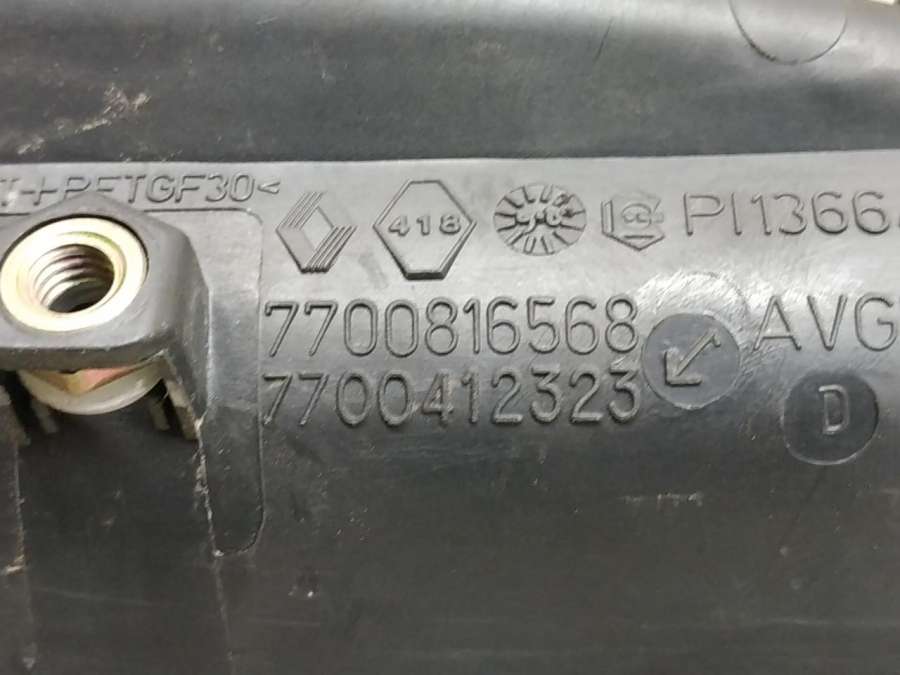 PETGF30<
418
PI1366
7700816568
7700412323
AVG
D